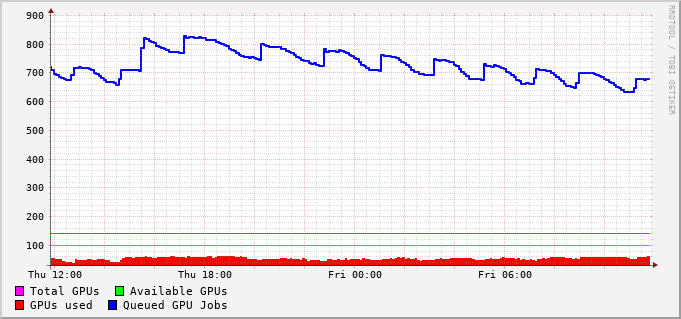 900
800
700
600
500
400
300
200
100
Thu 12:00 Thu 18:00 Fri 00:00 Fri 06:00
Total GPUs Available GPUs
GPUs used Queued GPU Jobs
RRDTOOL / TOBI OETIKER